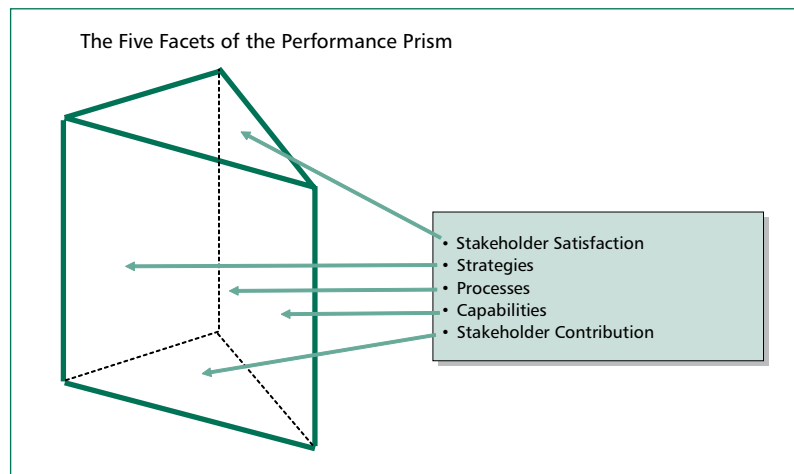 The Five Facets of the Performance Prism
• Stakeholder Satisfaction
• Strategies
• Processes
• Capabilities
• Stakeholder Contribution